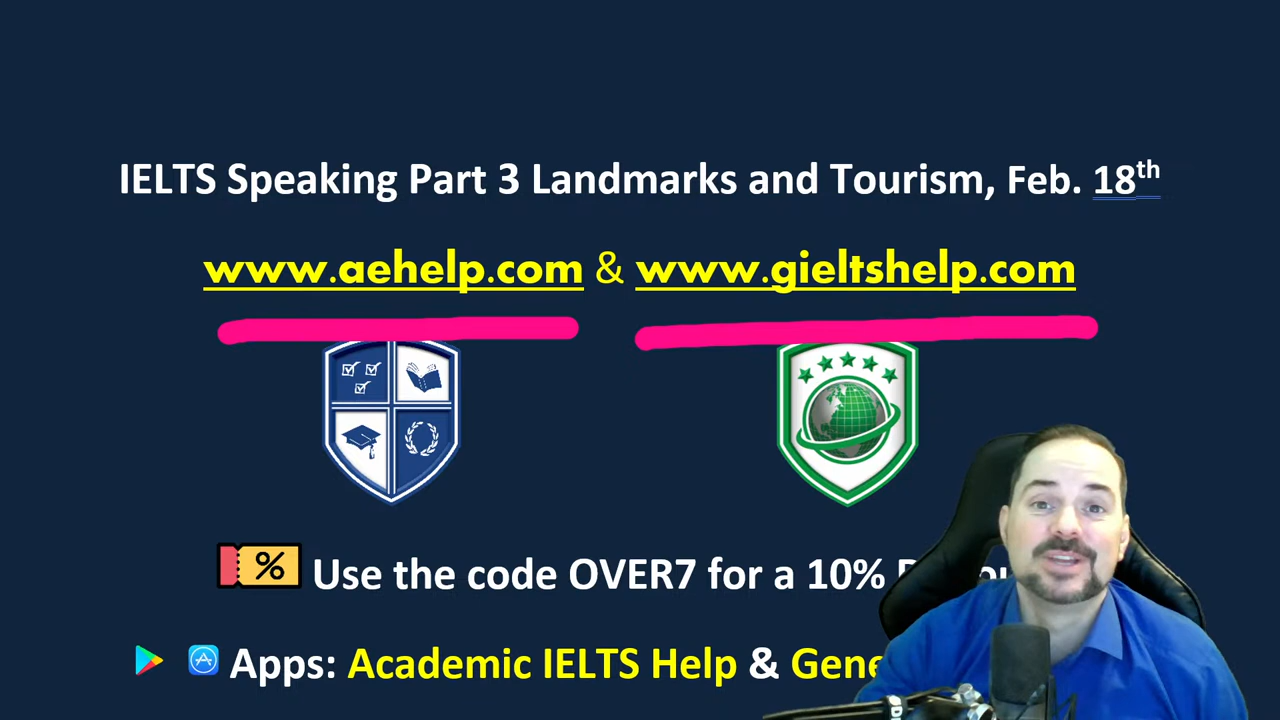 IELTS Speaking Part 3 Landmarks and Tourism, Feb. 18th
www.aehelp.com & www.gieltshelp.com
% Use the code OVER7 for a 10%
Apps: Academic IELTS Help &